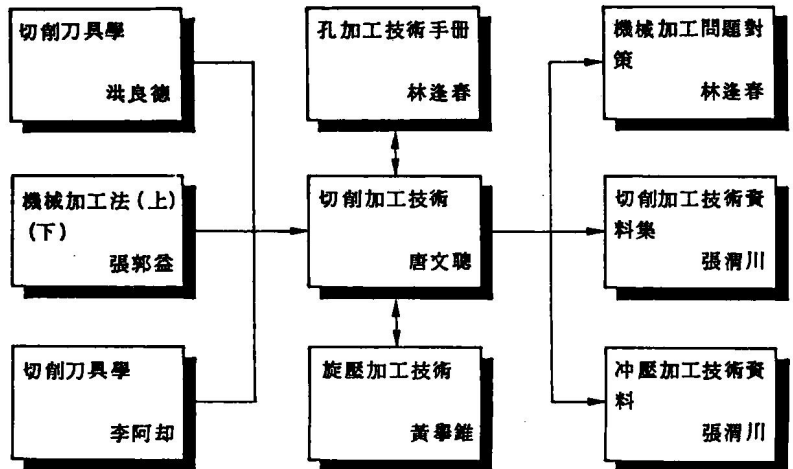 切削刀具學
洪良德
機械加工法(上)
(下)
張郭益
切削刀具學
李阿却
孔加工技術手册
林逢春
切削加工技術
唐文聰
旋壓加工技術
黃學維
機械加工問題對
策
林逢春
切削加工技術資
料集
張渭川
冲壓加工技術資
料
張渭川